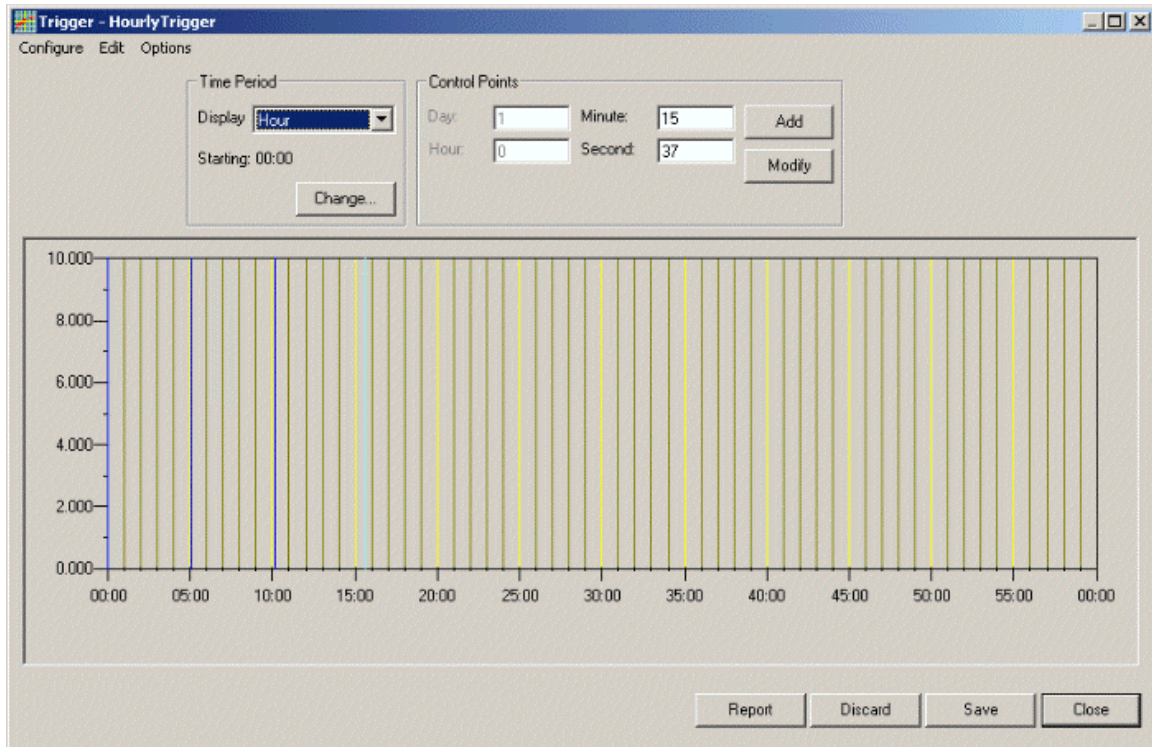 Trigger - HourlyTrigger
Configure Edit Options
Time Period
Display Hour
Starting: 00:00
Change...
Control Points
Day: 1 Minute: 15 Add
Hour: 0 Second: 37 Modify
10.000
8.000
6.000
4.000
2.000
0.000
00:00 05:00 10:00 15:00 20:00 25:00 30:00 35:00 40:00 45:00 50:00 55:00 00:00
Report Discard Save Close